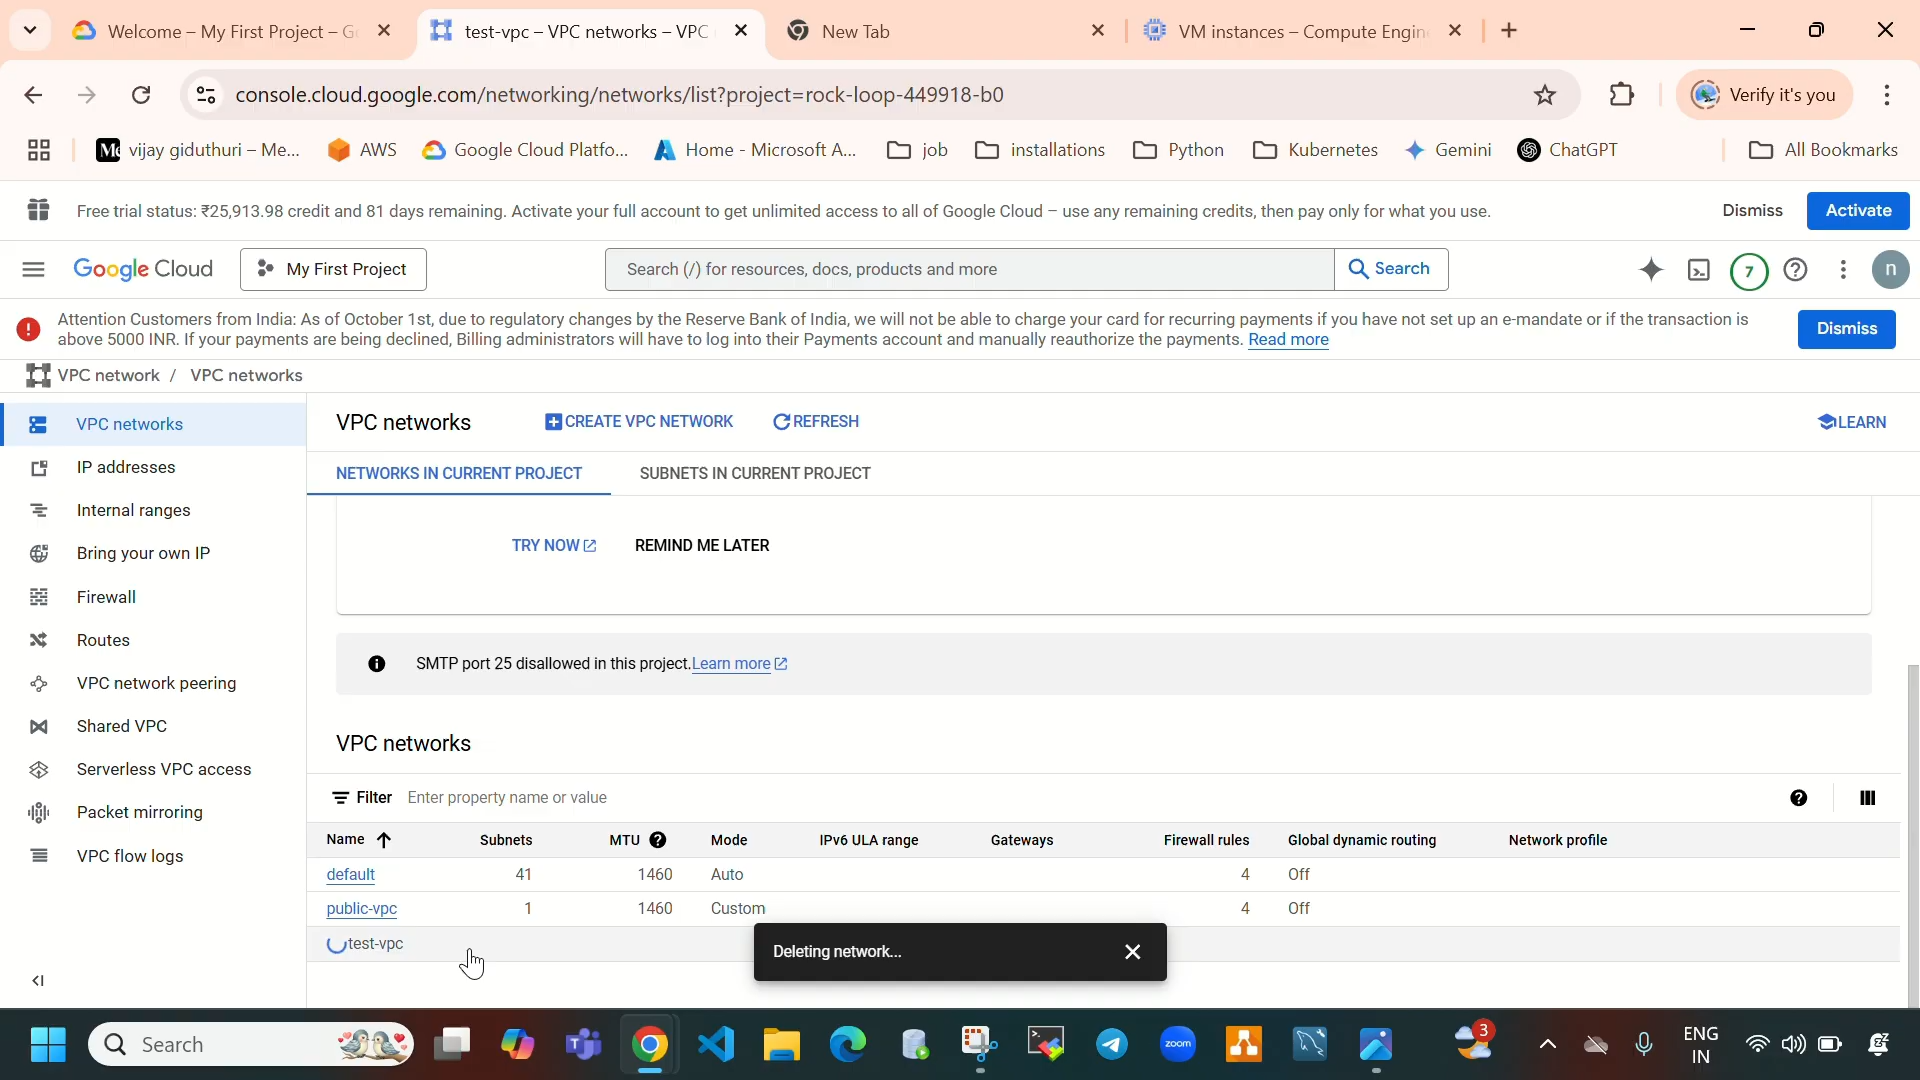 Welcome – My First Project – G
test-vpc – VPC networks – VPC
New Tab
VM instances – Compute Engin
console.cloud.google.com/networking/networks/list?project=rock-loop-449918-b0
Verify it's you
vijay giduthuri – Me...
AWS
Google Cloud Platfo...
Home - Microsoft A...
job
installations
Python
Kubernetes
Gemini
ChatGPT
All Bookmarks
Free trial status: ₹25,913.98 credit and 81 days remaining. Activate your full account to get unlimited access to all of Google Cloud – use any remaining credits, then pay only for what you use.
Dismiss
Activate
Google Cloud
My First Project
Search (/) for resources, docs, products and more
Search
7
n
Attention Customers from India: As of October 1st, due to regulatory changes by the Reserve Bank of India, we will not be able to charge your card for recurring payments if you have not set up an e-mandate or if the transaction is
above 5000 INR. If your payments are being declined, Billing administrators will have to log into their Payments account and manually reauthorize the payments. Read more
Dismiss
VPC network / VPC networks
VPC networks
IP addresses
Internal ranges
Bring your own IP
Firewall
Routes
VPC network peering
Shared VPC
Serverless VPC access
Packet mirroring
VPC flow logs
VPC networks
CREATE VPC NETWORK
REFRESH
LEARN
NETWORKS IN CURRENT PROJECT
SUBNETS IN CURRENT PROJECT
TRY NOW
REMIND ME LATER
SMTP port 25 disallowed in this project. Learn more
VPC networks
Filter Enter property name or value
Name Subnets MTU Mode IPv6 ULA range Gateways Firewall rules Global dynamic routing Network profile
default 41 1460 Auto 4 Off
public-vpc 1 1460 Custom 4 Off
test-vpc
Deleting network...
Search
zoom
3
ENG
IN